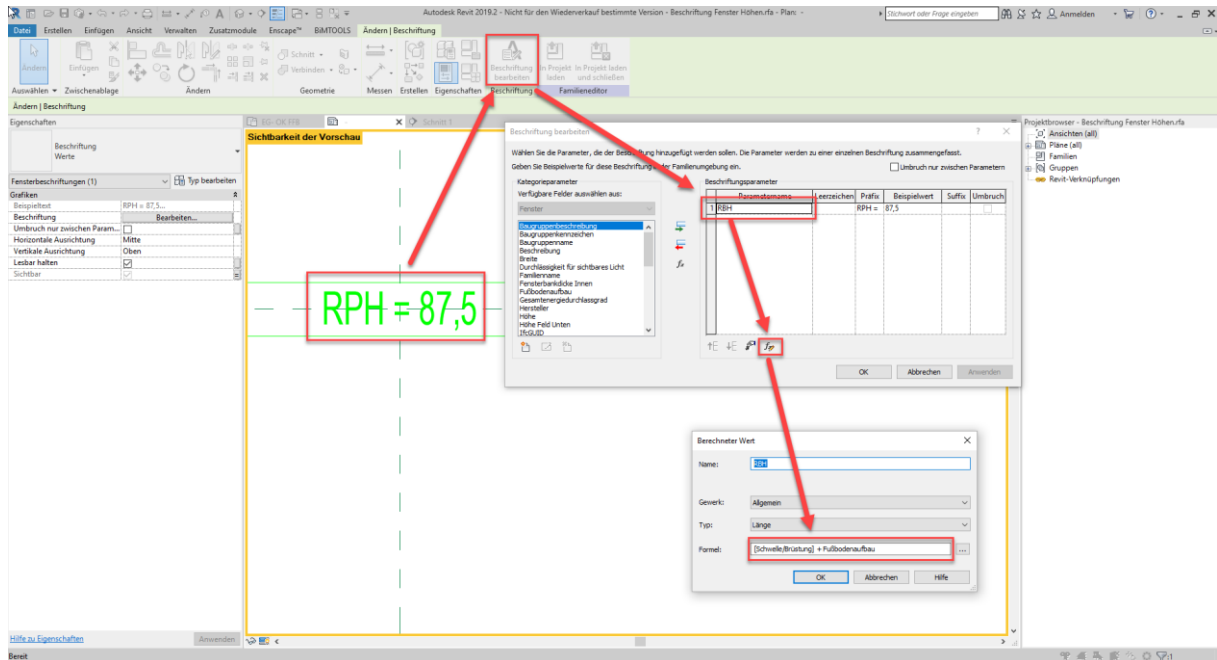 Autodesk Revit 2019.2 - Nicht für den Wiederverkauf bestimmte Version - Beschriftung Fenster Höhen.rfa - Plan: -
Stichwort oder Frage eingeben
Anmelden
Datei Erstellen Einfügen Ansicht Verwalten Zusatzmodule Enscape™ BiMTOOLS Ändern | Beschriftung
Ändern
Einfügen
Schnitt
Verbinden
Beschriftung bearbeiten
In Projekt laden
In Projekt laden und schließen
Auswählen Zwischenablage Ändern Geometrie Messen Erstellen Eigenschaften Beschriftung Familieneditor
Ändern | Beschriftung
Eigenschaften
Beschriftung
Werte
Fensterbeschriftungen (1)
Typ bearbeiten
Grafiken
Beispieltext RPH = 87,5...
Beschriftung Bearbeiten...
Umbruch nur zwischen Param...
Horizontale Ausrichtung Mitte
Vertikale Ausrichtung Oben
Lesbar halten
Sichtbar
Hilfe zu Eigenschaften
Anwenden
Bereit
EG- OK FFB
Schnitt 1
Sichtbarkeit der Vorschau
RPH = 87,5
Beschriftung bearbeiten
Wählen Sie die Parameter, die der Beschriftung hinzugefügt werden sollen. Die Parameter werden zu einer einzelnen Beschriftung zusammengefasst.
Geben Sie Beispielwerte für diese Beschriftung in der Familienumgebung ein.
Umbruch nur zwischen Parametern
Kategorieparameter
Verfügbare Felder auswählen aus:
Fenster
Baugruppenbeschreibung
Baugruppenkennzeichen
Baugruppenname
Beschreibung
Breite
Durchlässigkeit für sichtbares Licht
Familienname
Fensterbankdicke Innen
Fußbodenaufbau
Gesamtenergiedurchlassgrad
Hersteller
Höhe
Höhe Feld Unten
IfcGUID
Beschriftungsparameter
Parametername Leerzeichen Präfix Beispielwert Suffix Umbruch
1 RBH RPH = 87,5
OK Abbrechen Anwenden
Berechneter Wert
Name: RBH
Gewerk: Allgemein
Typ: Länge
Formel: [Schwelle/Brüstung] + Fußbodenaufbau
...
OK Abbrechen Hilfe
Projektbrowser - Beschriftung Fenster Höhen.rfa
Ansichten (all)
Pläne (all)
Familien
Gruppen
Revit-Verknüpfungen
:1